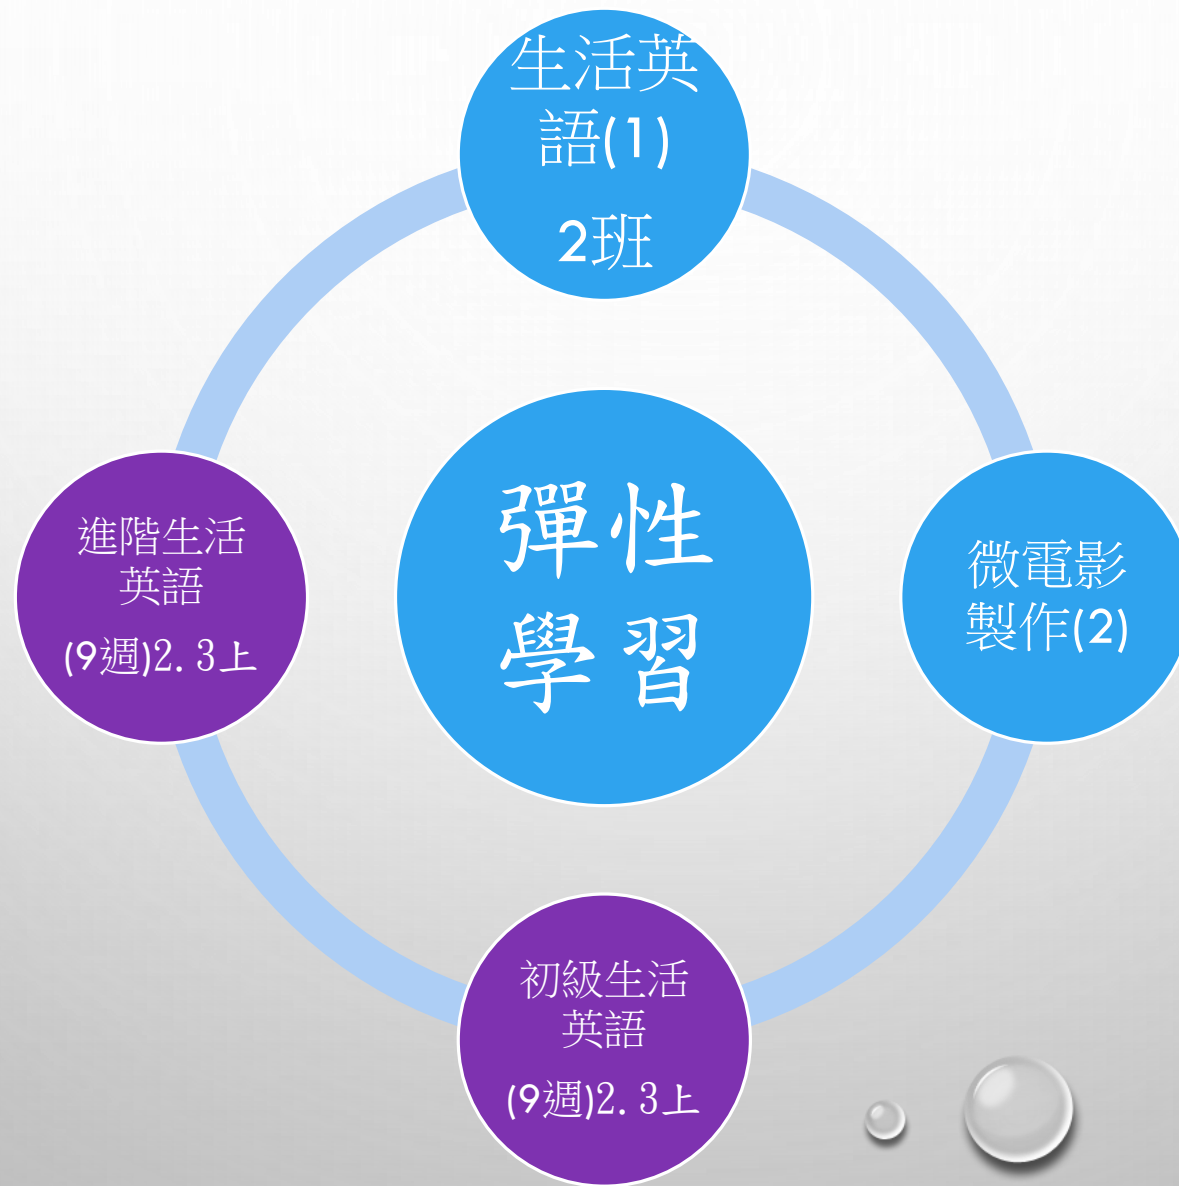 生活英
語(1)
2班
彈性
學習
微電影
製作(2)
進階生活
英語
(9週)2.3上
初級生活
英語
(9週)2.3上